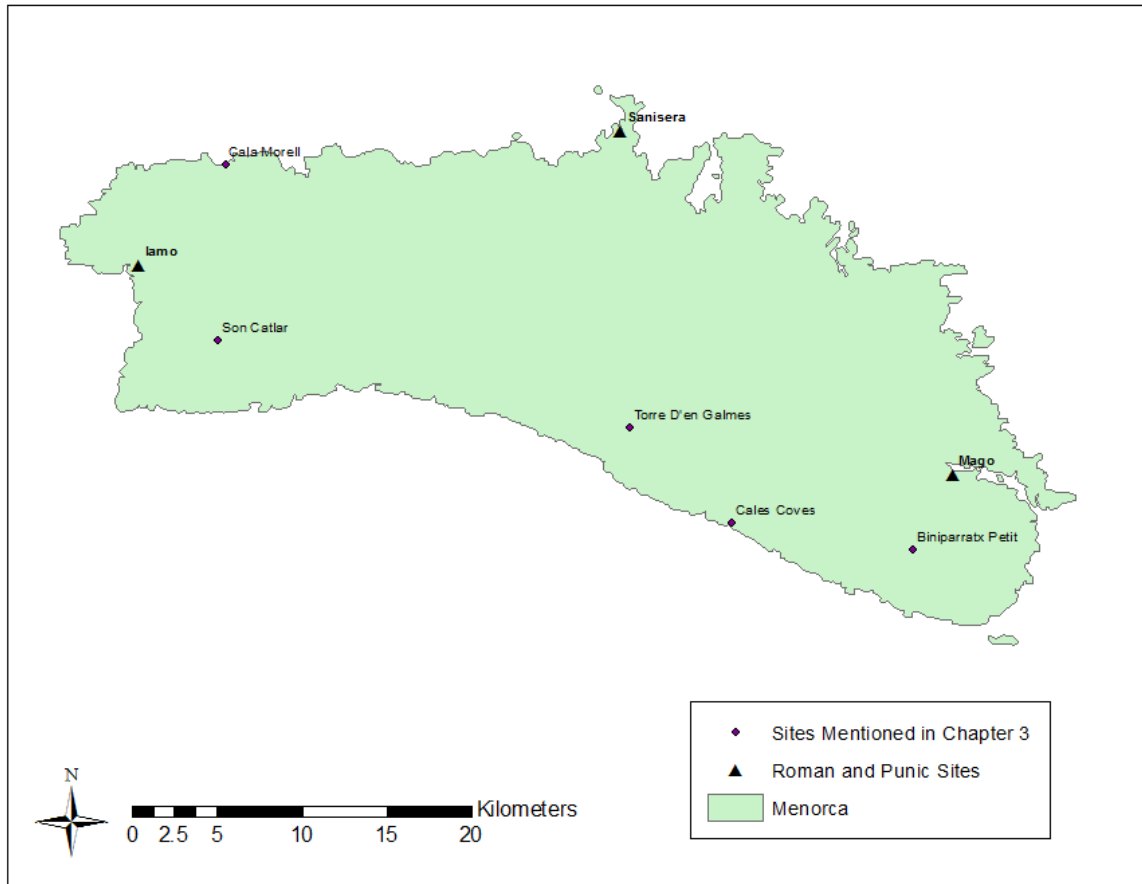 Sanisera
Cala Morell
Iamo
Son Catlar
Torre D'en Galmes
Mago
Cales Coves
Biniparratx Petit
Sites Mentioned in Chapter 3
Roman and Punic Sites
Menorca
N
Kilometers
0 2.5 5 10 15 20